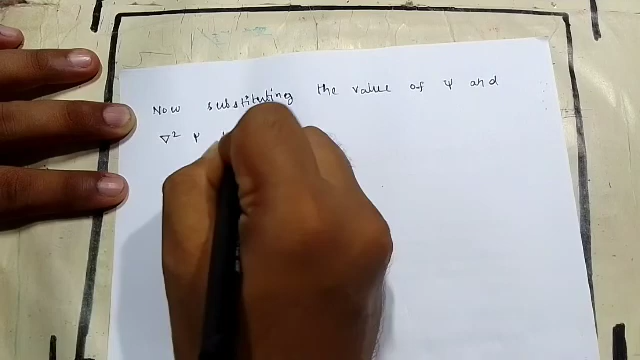 Now substituting the value of ψ and
∇² ψ